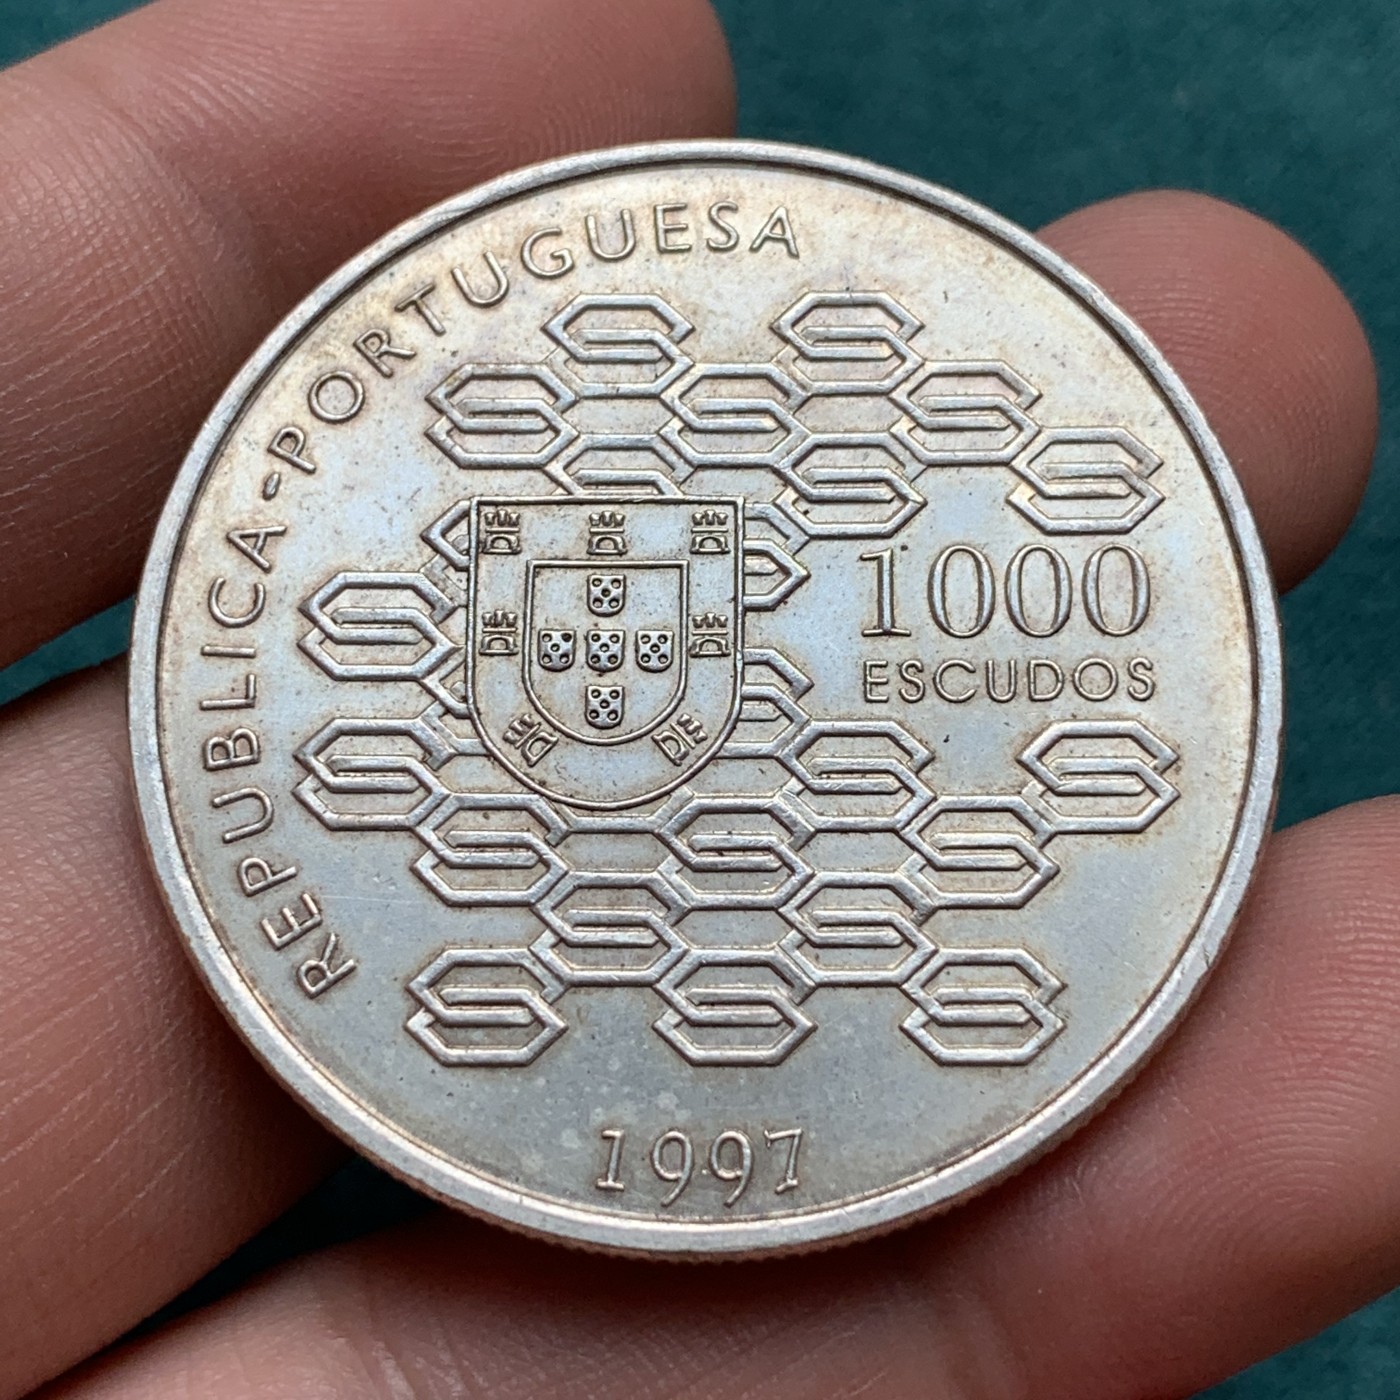 REPUBLICA-PORTUGUESA
1000
ESCUDOS
1997